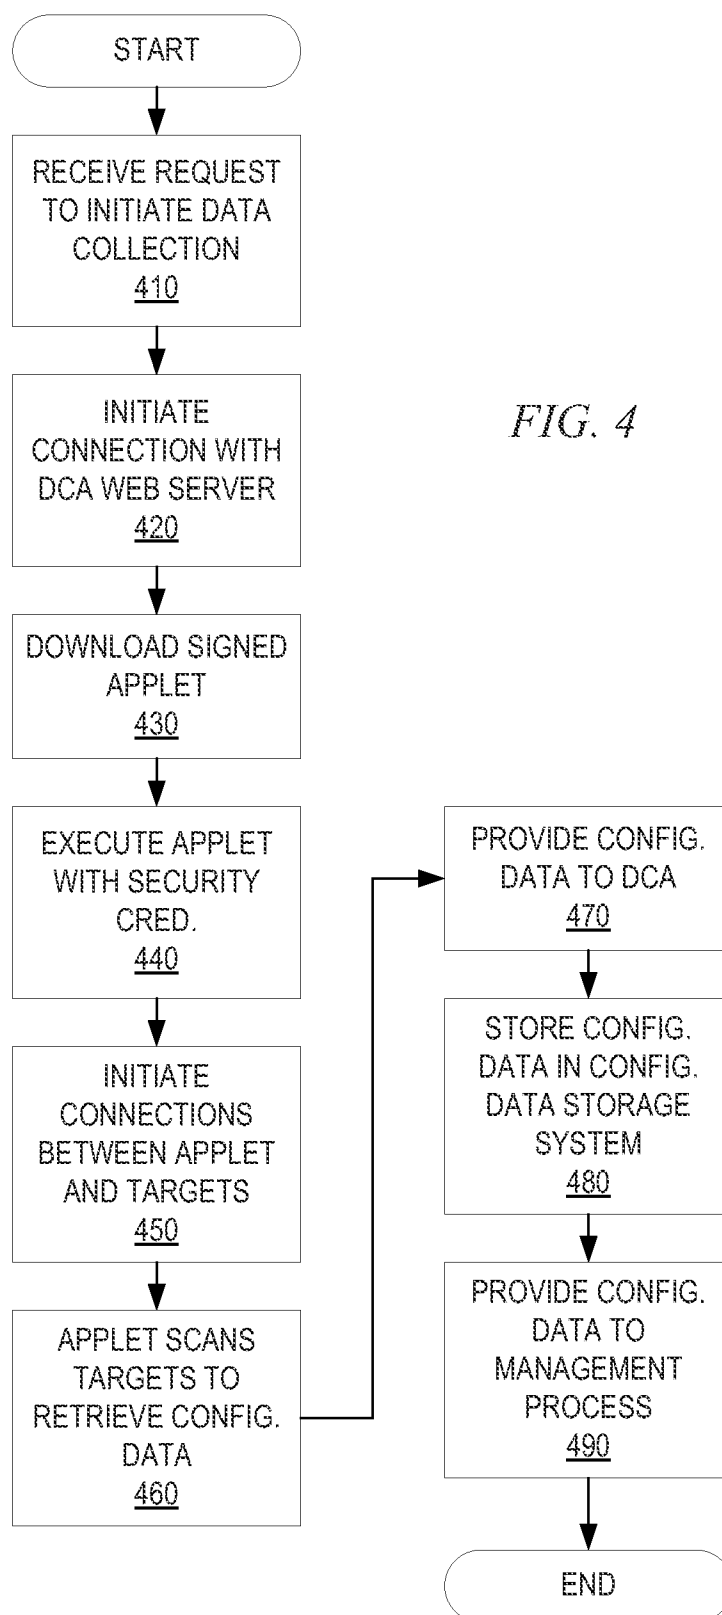 START
RECEIVE REQUEST
TO INITIATE DATA
COLLECTION
410
INITIATE
CONNECTION WITH
DCA WEB SERVER
420
FIG. 4
DOWNLOAD SIGNED
APPLET
430
EXECUTE APPLET
WITH SECURITY
CRED.
440
INITIATE
CONNECTIONS
BETWEEN APPLET
AND TARGETS
450
APPLET SCANS
TARGETS TO
RETRIEVE CONFIG.
DATA
460
PROVIDE CONFIG.
DATA TO DCA
470
STORE CONFIG.
DATA IN CONFIG.
DATA STORAGE
SYSTEM
480
PROVIDE CONFIG.
DATA TO
MANAGEMENT
PROCESS
490
END